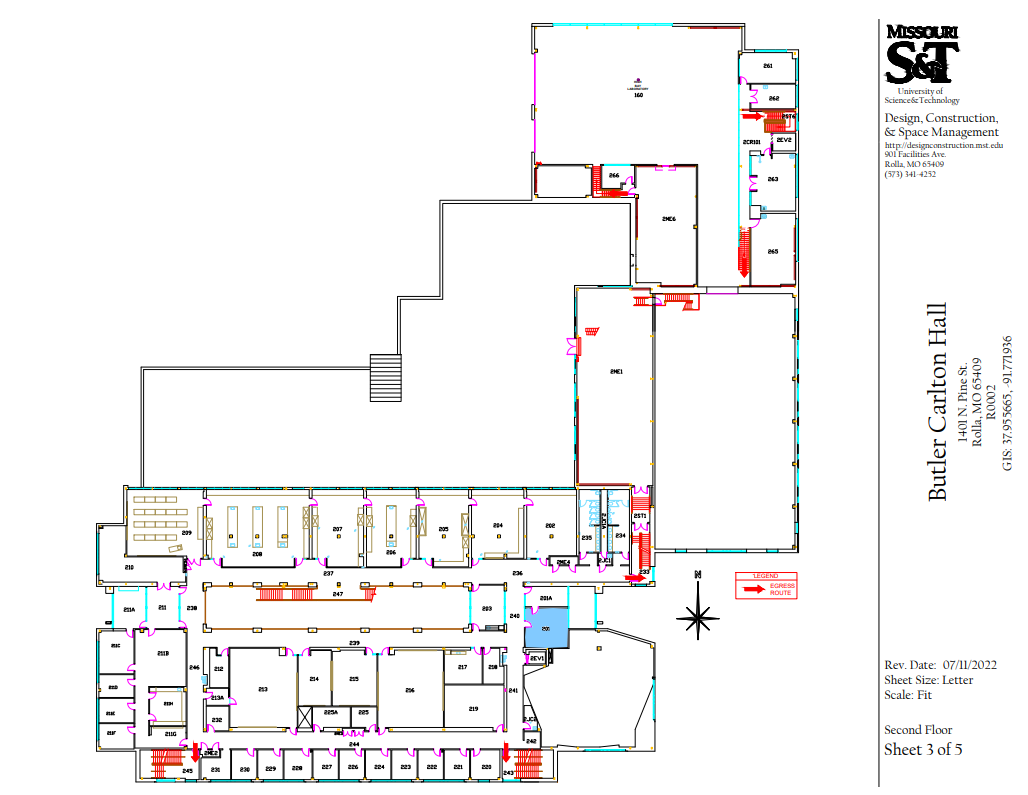 MISSOURI
S&T
University of
Science & Technology
Design, Construction,
& Space Management
http://designconstruction.mst.edu
901 Facilities Ave.
Rolla, MO 65409
(573) 341-4252
Butler Carlton Hall
1401 N. Pine St.
Rolla, MO 65409
R0002
GIS: 37.955665, -91.771936
261
LABORATORY
160
262
2ST6
2CR101
2EV2
266
263
2ME6
265
2ME1
209
208
207
206
205
204
202
235
234
2ST1
2ME4
2JC1
233
210
237
236
247
211A
211
238
203
240
201A
201
239
211C
211B
246
212
213
214
215
216
217
218
219
2EV1
241
211D
211E
211F
211H
211G
213A
232
225A
225
242
244
245
2ME2
231
230
229
228
227
226
224
223
222
221
220
243
N
LEGEND
EGRESS
ROUTE
Rev. Date: 07/11/2022
Sheet Size: Letter
Scale: Fit
Second Floor
Sheet 3 of 5